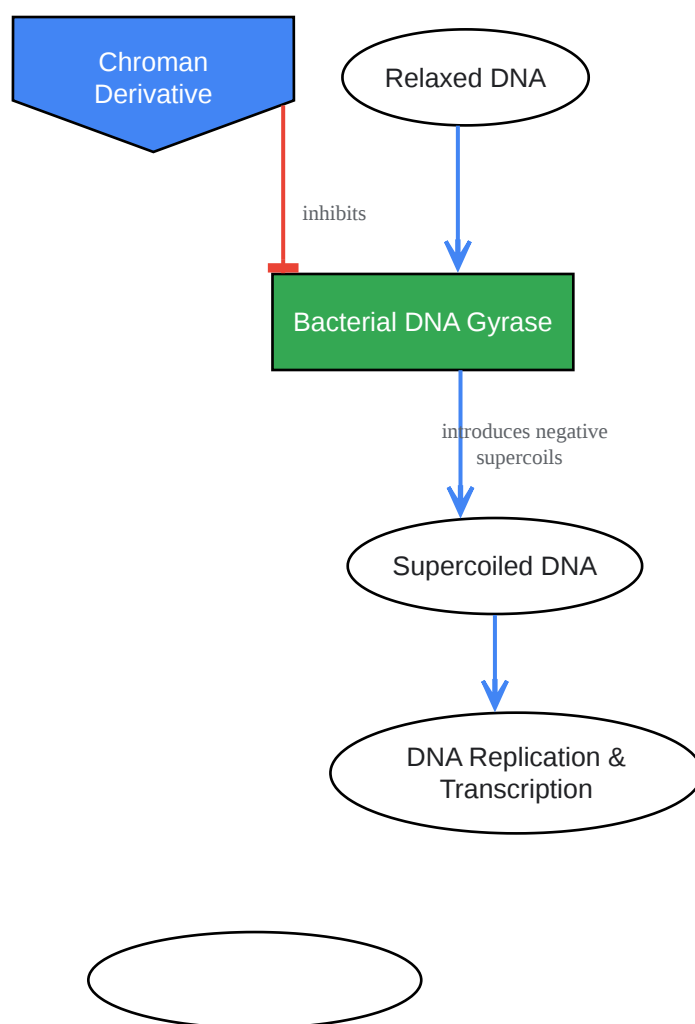 Chroman
Derivative
Relaxed DNA
inhibits
Bacterial DNA Gyrase
introduces negative
supercoils
Supercoiled DNA
DNA Replication &
Transcription